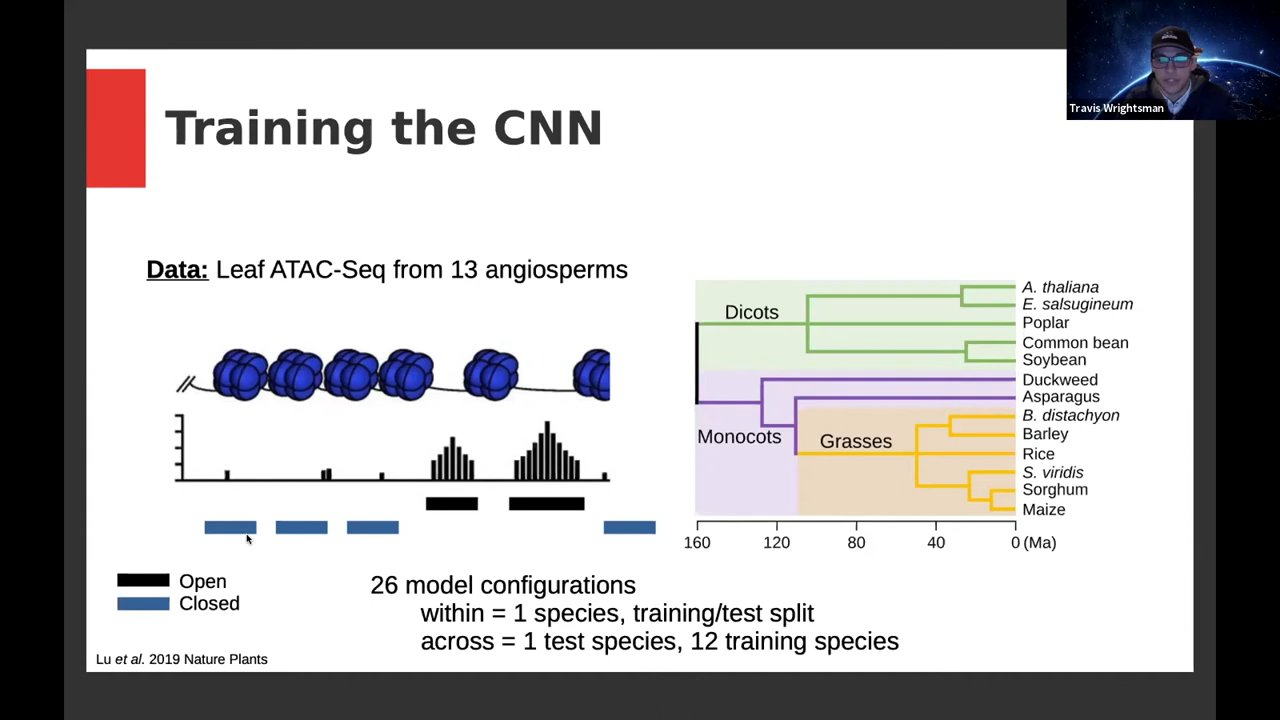 Travis Wrightsman
Training the CNN
Data: Leaf ATAC-Seq from 13 angiosperms
Dicots
Monocots
Grasses
A. thaliana
E. salsugineum
Poplar
Common bean
Soybean
Duckweed
Asparagus
B. distachyon
Barley
Rice
S. viridis
Sorghum
Maize
160 120 80 40 0 (Ma)
Open
Closed
26 model configurations
within = 1 species, training/test split
across = 1 test species, 12 training species
Lu et al. 2019 Nature Plants